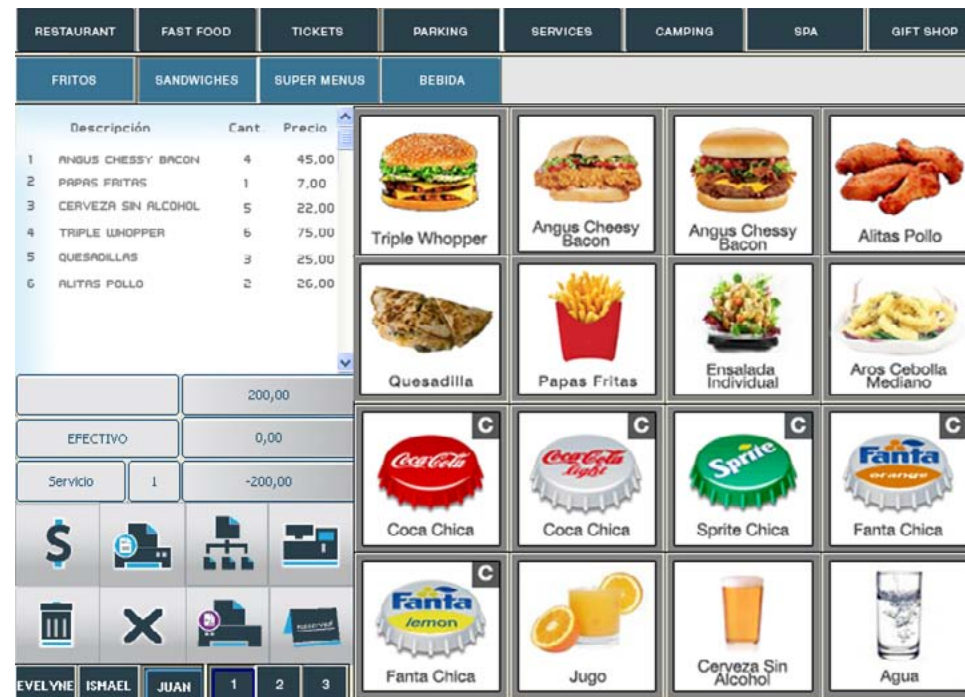 RESTAURANT FAST FOOD TICKETS PARKING SERVICES CAMPING SPA GIFT SHOP
FRITOS SANDWICHES SUPER MENUS BEBIDA
Descripción Cant. Precio
1 ANGUS CHESSY BACON 4 45,00
2 PAPAS FRITAS 1 7,00
3 CERVEZA SIN ALCOHOL 5 22,00
4 TRIPLE WHOPPER 6 75,00
5 QUESADILLAS 3 25,00
6 ALITAS POLLO 2 26,00
200,00
EFECTIVO 0,00
Servicio 1 -200,00
reserved
EVELYNE ISMAEL JUAN 1 2 3
Triple Whopper
Angus Cheesy
Bacon
Angus Chessy
Bacon
Alitas Pollo
Quesadilla
Papas Fritas
Ensalada
Individual
Aros Cebolla
Mediano
C
Coca-Cola
Coca Chica
C
Coca-Cola
light
Coca Chica
C
Sprite
Sprite Chica
C
Fanta
orange
Fanta Chica
C
Fanta
lemon
Fanta Chica
Jugo
Cerveza Sin
Alcohol
Agua